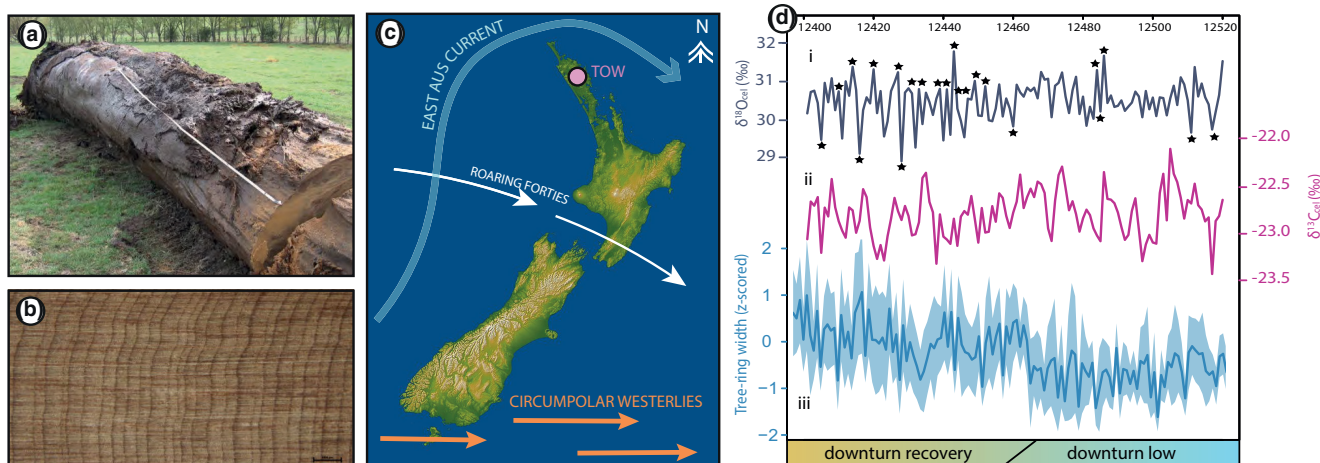 a
b
c
EAST AUS CURRENT
N
TOW
ROARING FORTIES
CIRCUMPOLAR WESTERLIES
d
12400 12420 12440 12460 12480 12500 12520
i
32
31
30
29
δ¹⁸Ocel (‰)
ii
-22.0
-22.5
-23.0
-23.5
δ¹³Ccel (‰)
2
1
0
−1
−2
Tree-ring width (z-scored)
iii
downturn recovery
downturn low